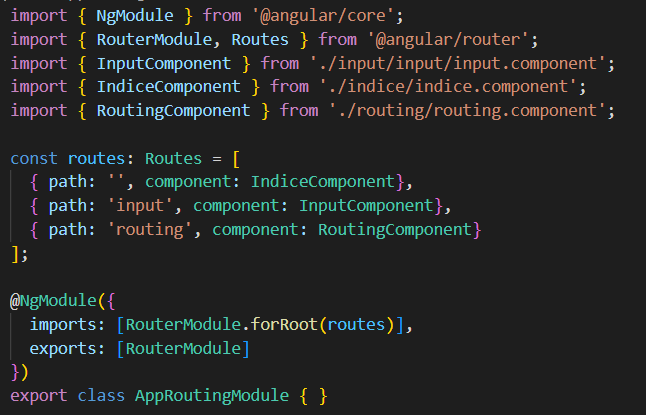 import { NgModule } from '@angular/core';
import { RouterModule, Routes } from '@angular/router';
import { InputComponent } from './input/input/input.component';
import { IndiceComponent } from './indice/indice.component';
import { RoutingComponent } from './routing/routing.component';

const routes: Routes = [
  { path: '', component: IndiceComponent},
  { path: 'input', component: InputComponent},
  { path: 'routing', component: RoutingComponent}
];

@NgModule({
  imports: [RouterModule.forRoot(routes)],
  exports: [RouterModule]
})
export class AppRoutingModule { }